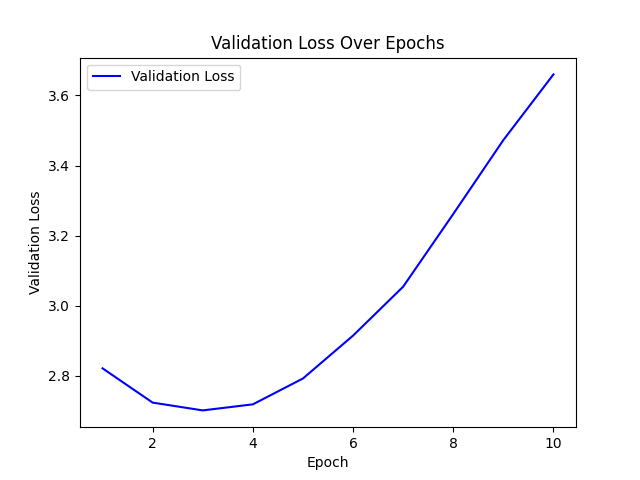 Validation Loss Over Epochs
Validation Loss
3.6
3.4
3.2
3.0
2.8
Validation Loss
2 4 6 8 10
Epoch